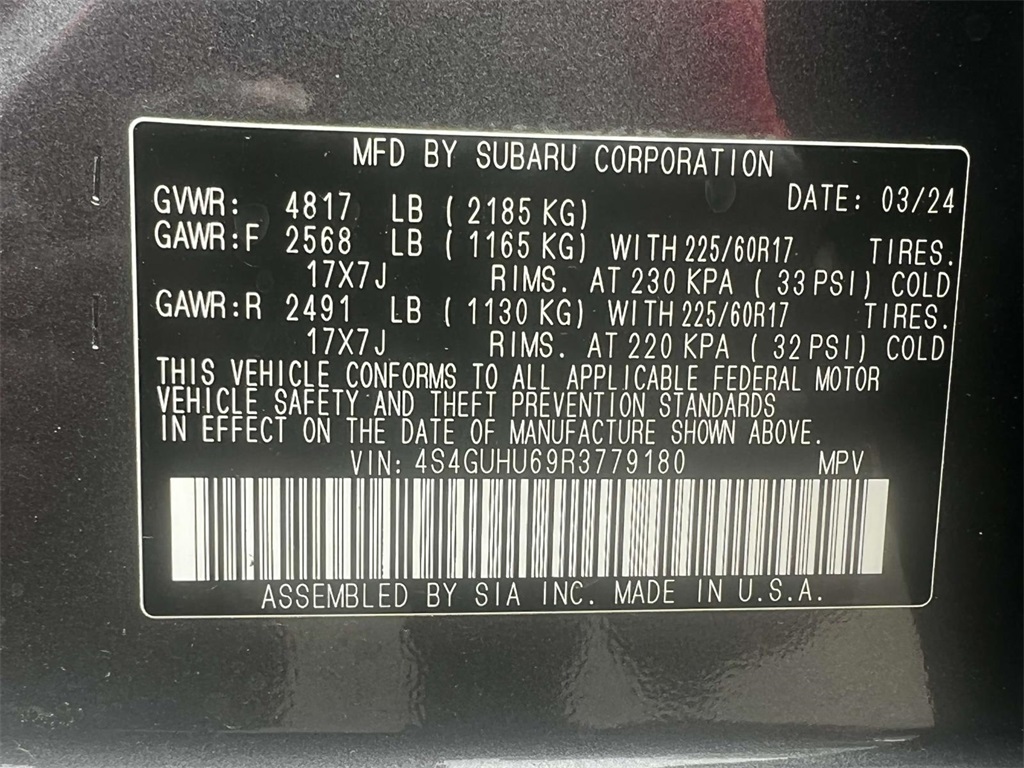 MFD BY SUBARU CORPORATION
DATE: 03/24
GVWR: 4817 LB ( 2185 KG)
GAWR:F 2568 LB ( 1165 KG) WITH 225/60R17 TIRES.
17X7J RIMS. AT 230 KPA ( 33 PSI) COLD
GAWR:R 2491 LB ( 1130 KG) WITH 225/60R17 TIRES.
17X7J RIMS. AT 220 KPA ( 32 PSI) COLD
THIS VEHICLE CONFORMS TO ALL APPLICABLE FEDERAL MOTOR
VEHICLE SAFETY AND THEFT PREVENTION STANDARDS
IN EFFECT ON THE DATE OF MANUFACTURE SHOWN ABOVE.
VIN: 4S4GUHU69R3779180 MPV
ASSEMBLED BY SIA INC. MADE IN U.S.A.